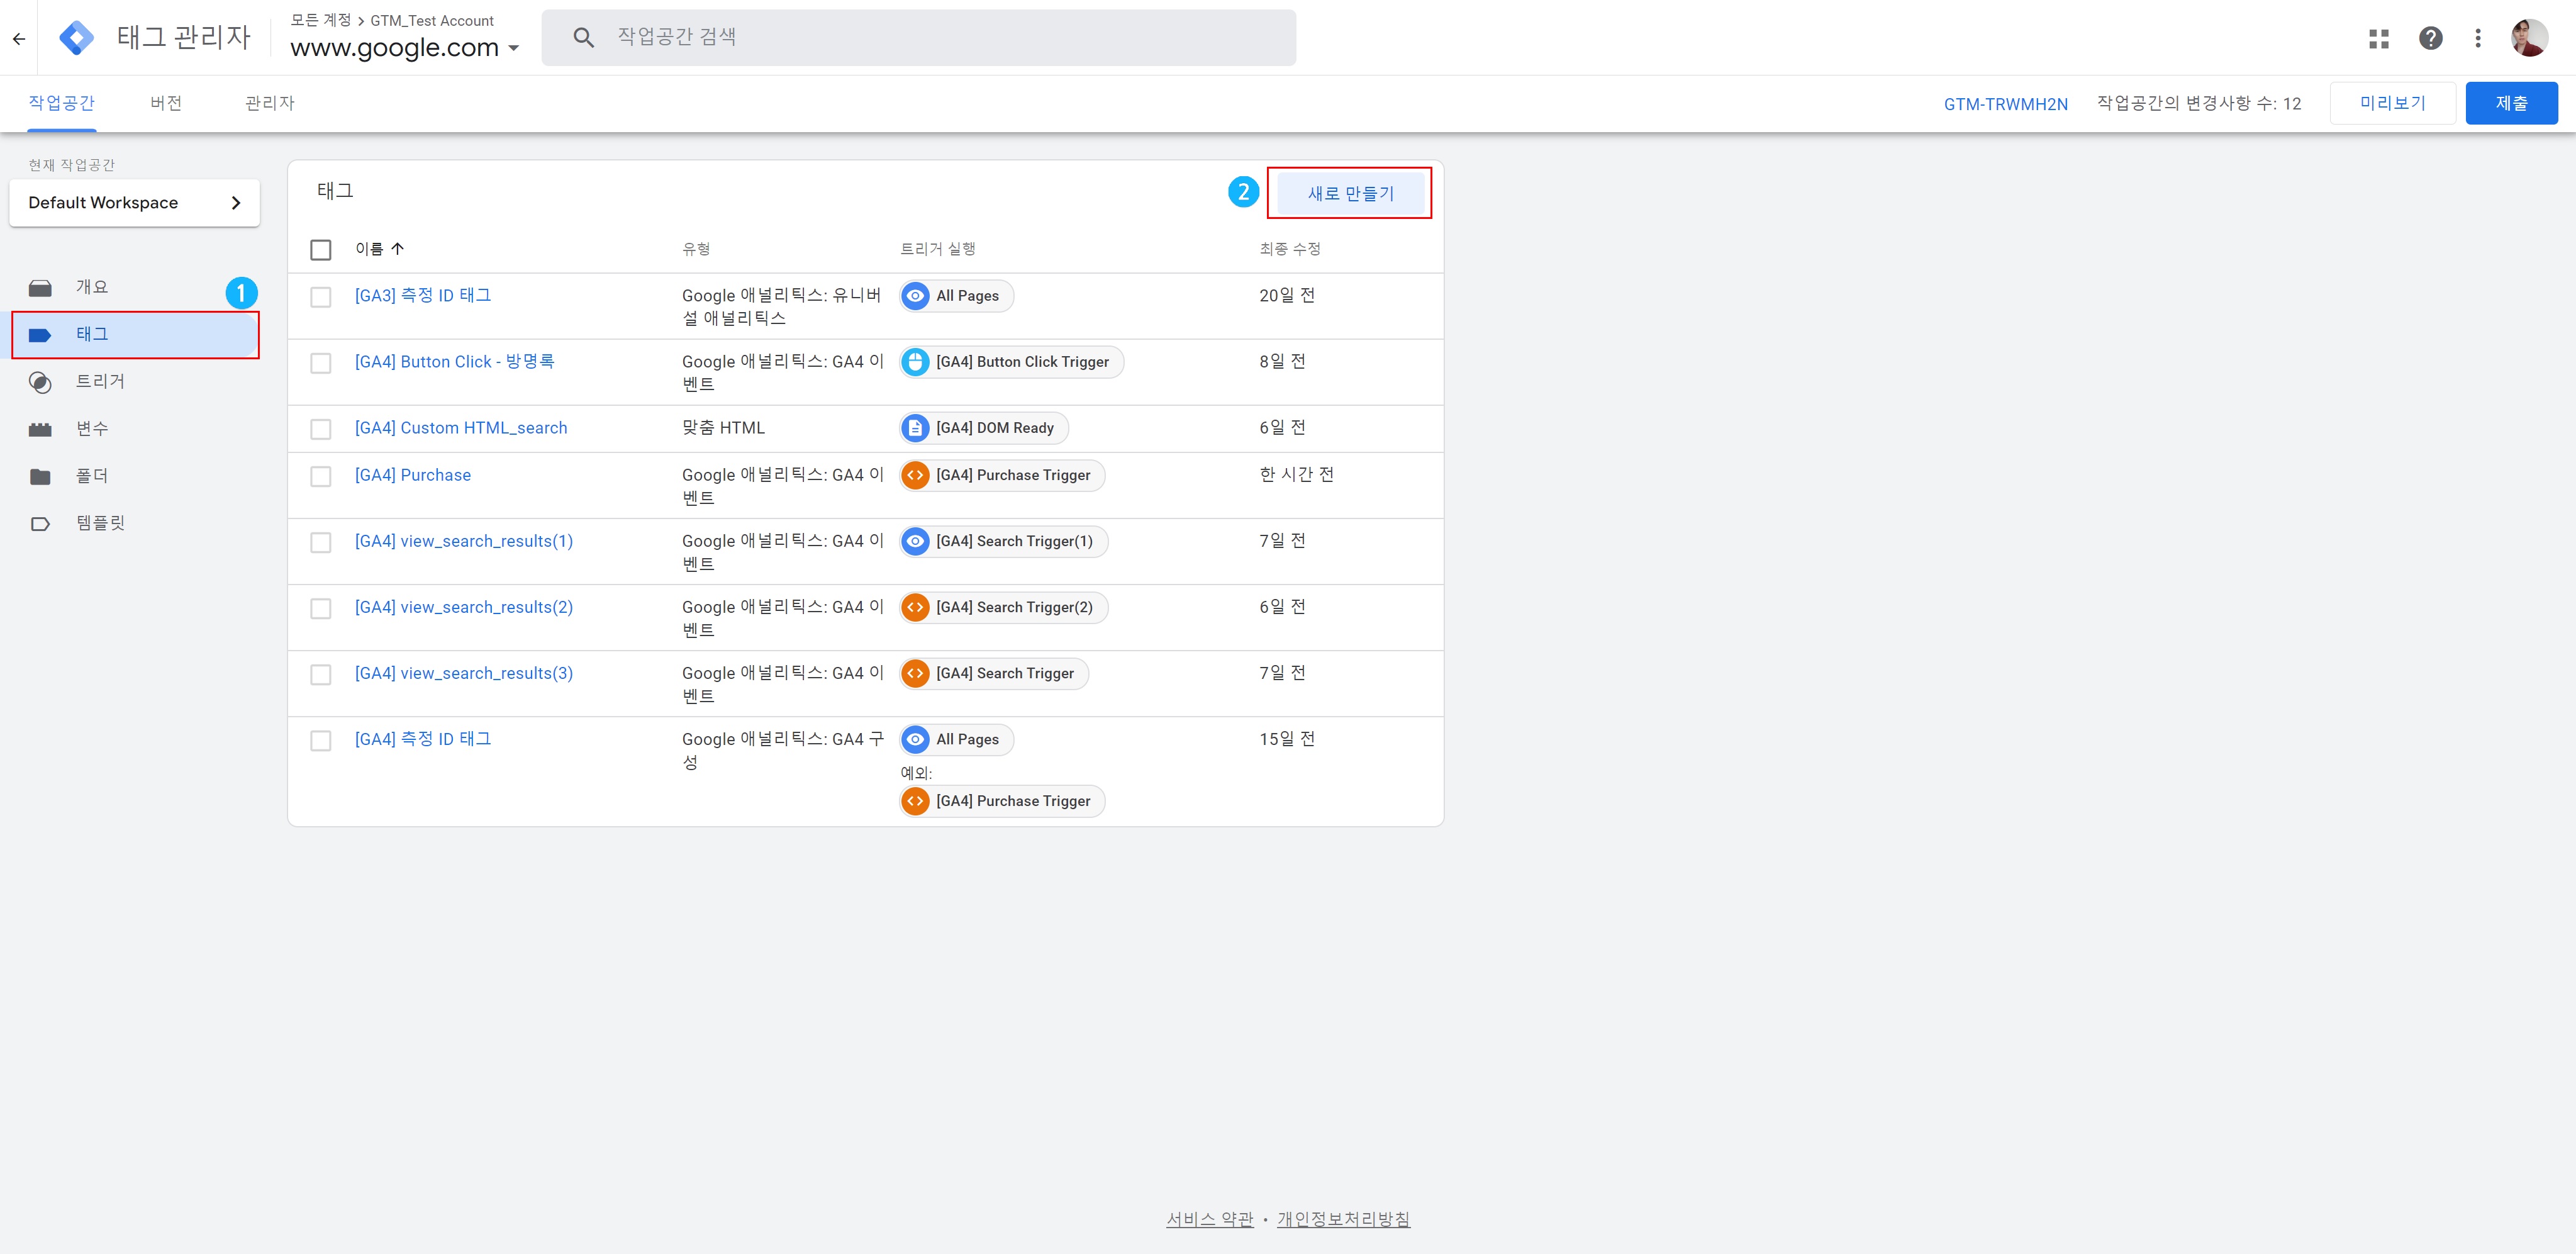 태그 관리자
모든 계정 > GTM_Test Account
www.google.com
작업공간 검색
작업공간 버전 관리자
GTM-TRWMH2N 작업공간의 변경사항 수: 12 미리보기 제출
현재 작업공간
Default Workspace
개요
1
태그
트리거
변수
폴더
템플릿
태그
2
새로 만들기
이름 유형 트리거 실행 최종 수정
[GA3] 측정 ID 태그 Google 애널리틱스: 유니버 All Pages 20일 전
설 애널리틱스
[GA4] Button Click - 방명록 Google 애널리틱스: GA4 이 [GA4] Button Click Trigger 8일 전
벤트
[GA4] Custom HTML_search 맞춤 HTML [GA4] DOM Ready 6일 전
[GA4] Purchase Google 애널리틱스: GA4 이 [GA4] Purchase Trigger 한 시간 전
벤트
[GA4] view_search_results(1) Google 애널리틱스: GA4 이 [GA4] Search Trigger(1) 7일 전
벤트
[GA4] view_search_results(2) Google 애널리틱스: GA4 이 [GA4] Search Trigger(2) 6일 전
벤트
[GA4] view_search_results(3) Google 애널리틱스: GA4 이 [GA4] Search Trigger 7일 전
벤트
[GA4] 측정 ID 태그 Google 애널리틱스: GA4 구 All Pages 15일 전
성
예외:
[GA4] Purchase Trigger
서비스 약관 • 개인정보처리방침